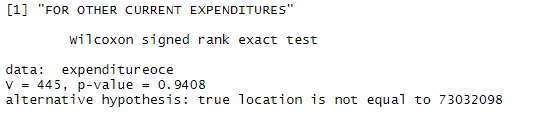 [1] "FOR OTHER CURRENT EXPENDITURES"
Wilcoxon signed rank exact test
data:  expenditureoce
V = 445, p-value = 0.9408
alternative hypothesis: true location is not equal to 73032098